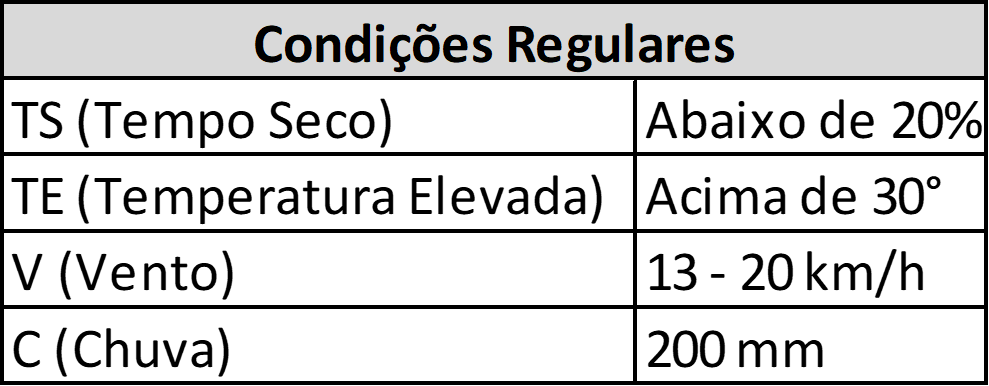 Condições Regulares
TS (Tempo Seco) Abaixo de 20%
TE (Temperatura Elevada) Acima de 30°
V (Vento) 13 - 20 km/h
C (Chuva) 200 mm